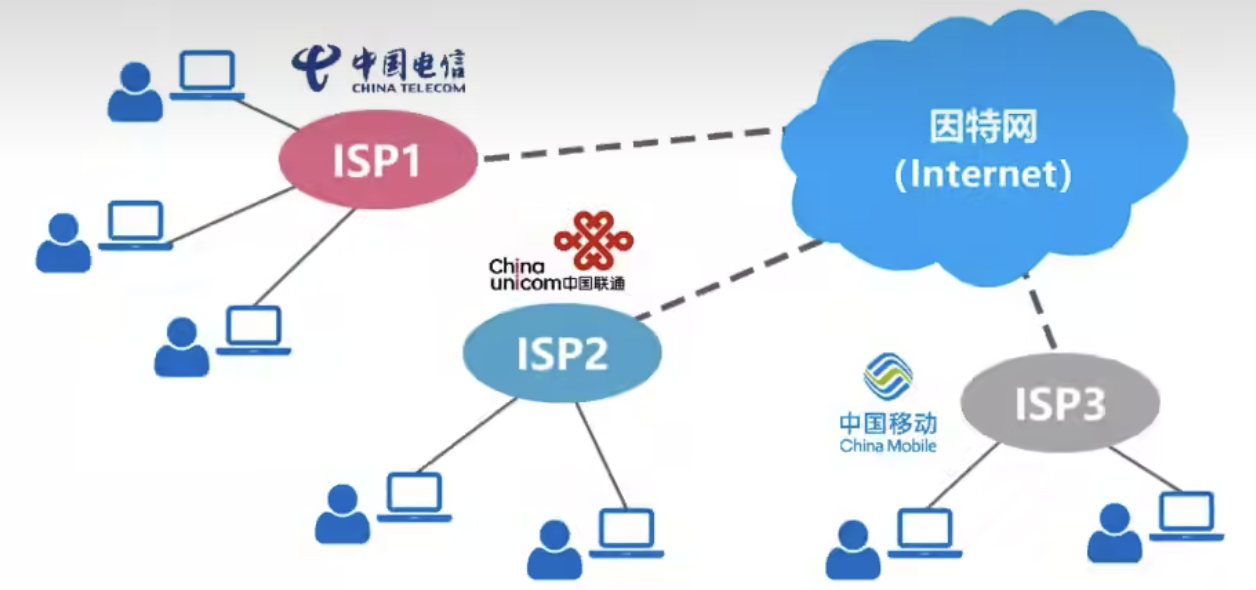 中国电信
CHINA TELECOM
ISP1
因特网
(Internet)
China
unicom中国联通
ISP2
ISP3
中国移动
China Mobile